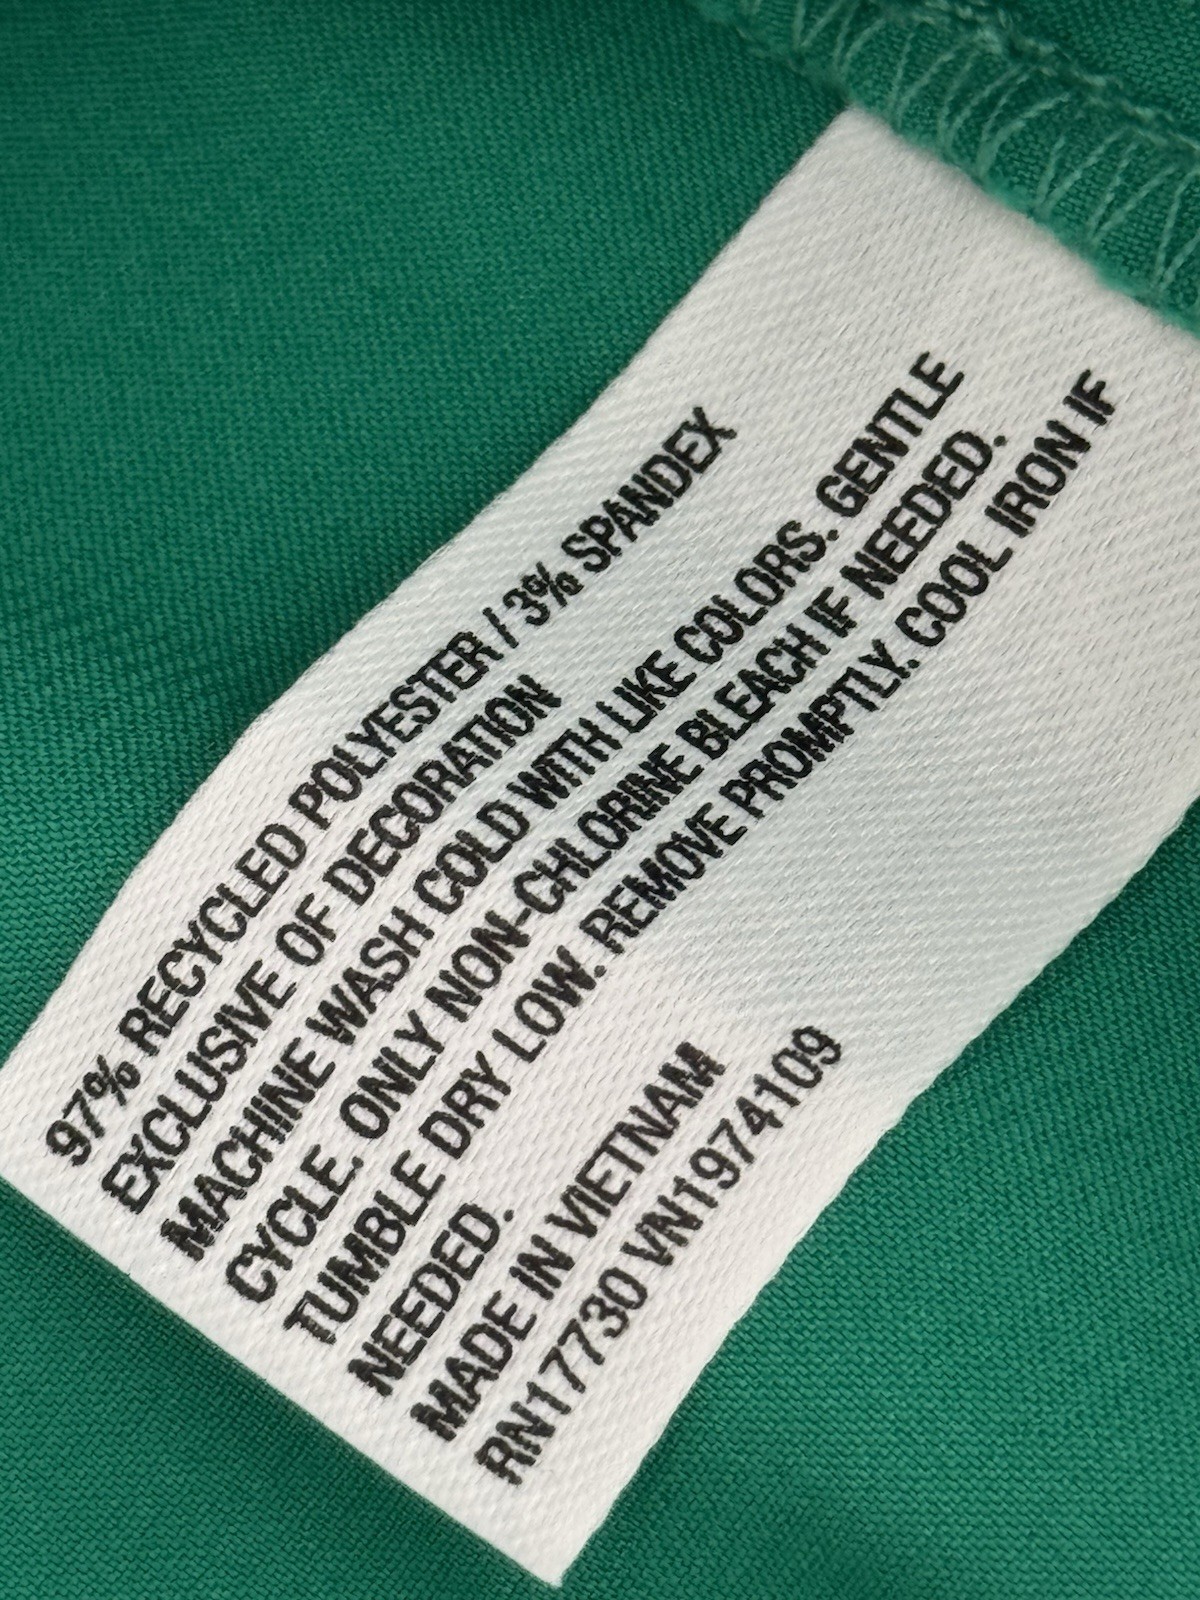 97% RECYCLED POLYESTER / 3% SPANDEX
EXCLUSIVE OF DECORATION
MACHINE WASH COLD WITH LIKE COLORS. GENTLE
CYCLE. ONLY NON-CHLORINE BLEACH IF NEEDED.
TUMBLE DRY LOW. REMOVE PROMPTLY. COOL IRON IF
NEEDED.
MADE IN VIETNAM
RN17730 VN1974109